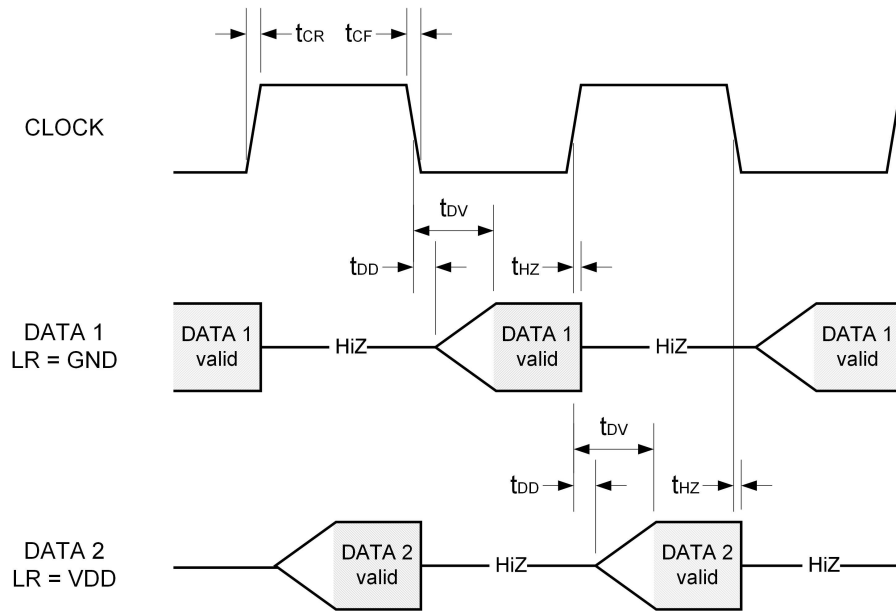 tCR tCF
CLOCK
tDV
tDD tHZ
DATA 1
LR = GND
DATA 1
valid
HiZ
DATA 1
valid
HiZ
DATA 1
valid
tDV
tDD tHZ
DATA 2
LR = VDD
DATA 2
valid
HiZ
DATA 2
valid
HiZ